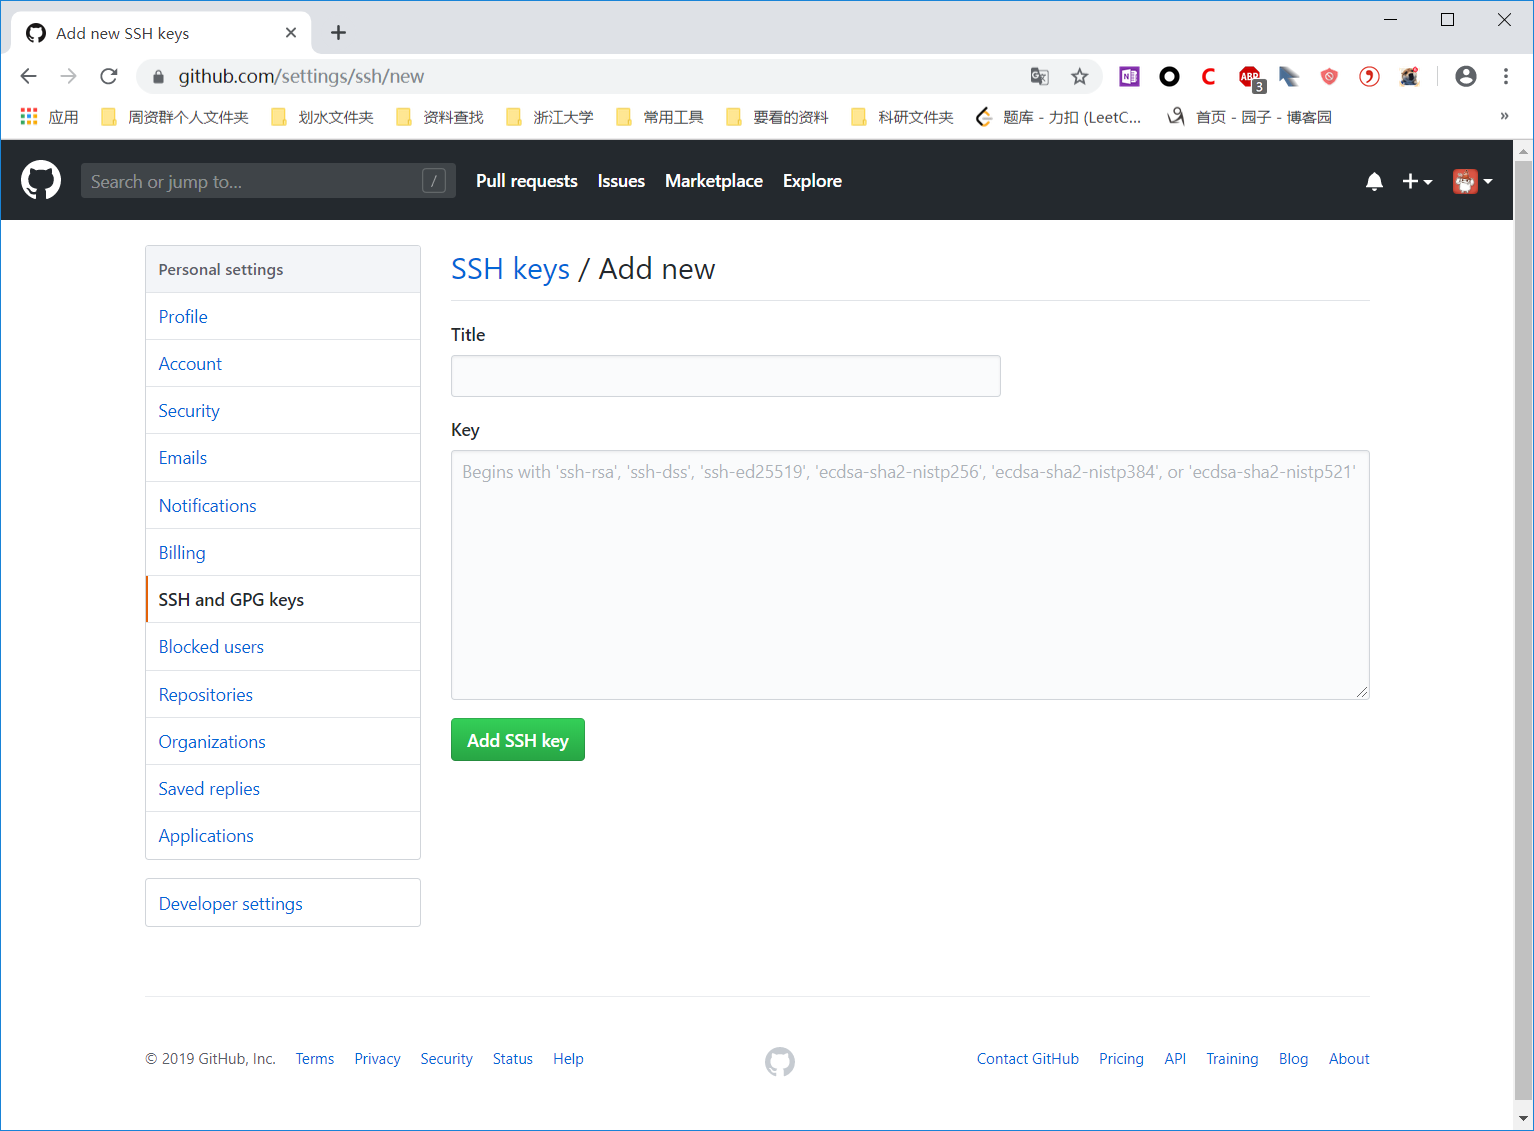 Add new SSH keys
github.com/settings/ssh/new
ABP
3
应用 周资群个人文件夹 划水文件夹 资料查找 浙江大学 常用工具 要看的资料 科研文件夹 题库 - 力扣 (LeetC... 首页 - 园子 - 博客园 »
Search or jump to... / Pull requests Issues Marketplace Explore
Personal settings
Profile
Account
Security
Emails
Notifications
Billing
SSH and GPG keys
Blocked users
Repositories
Organizations
Saved replies
Applications
Developer settings
SSH keys / Add new
Title
Key
Begins with 'ssh-rsa', 'ssh-dss', 'ssh-ed25519', 'ecdsa-sha2-nistp256', 'ecdsa-sha2-nistp384', or 'ecdsa-sha2-nistp521'
Add SSH key
© 2019 GitHub, Inc. Terms Privacy Security Status Help Contact GitHub Pricing API Training Blog About